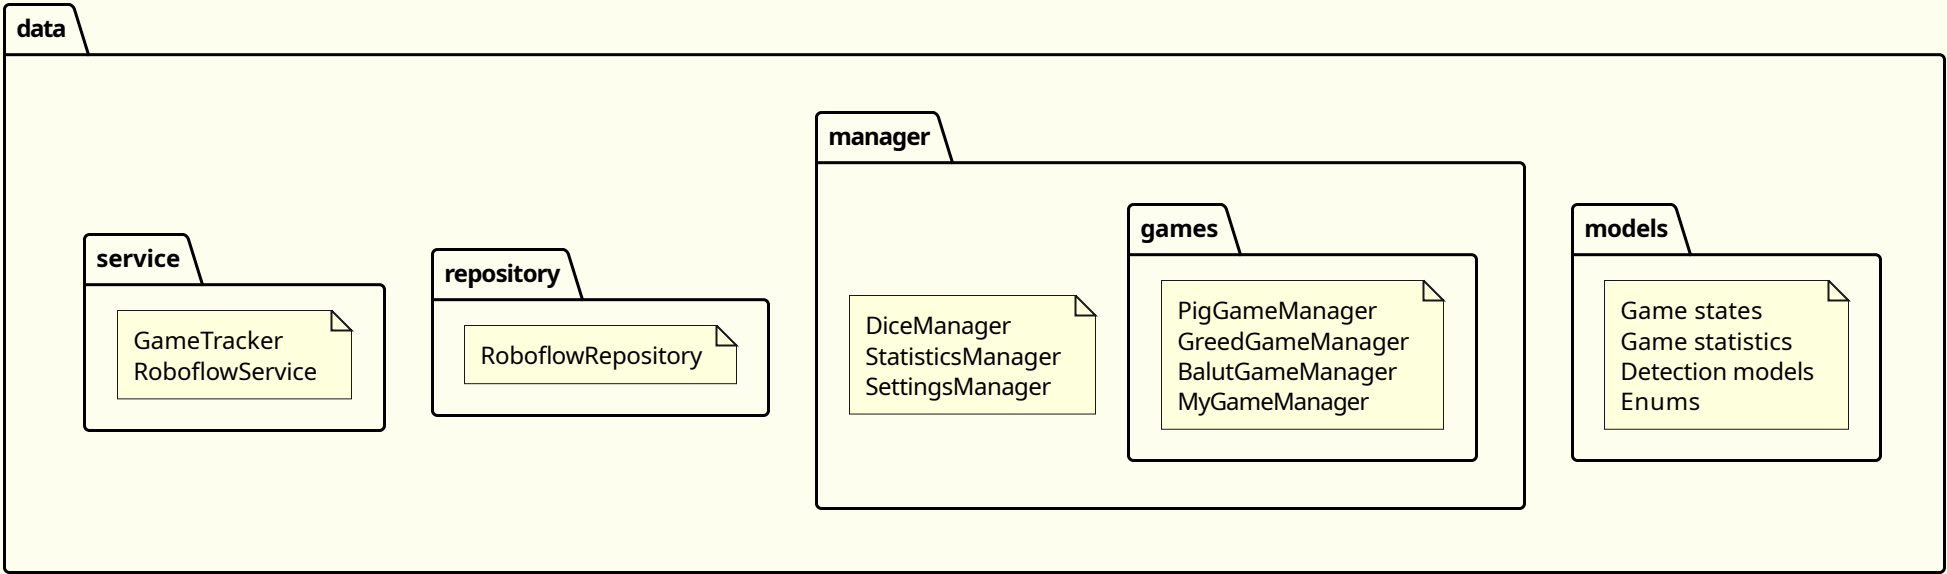 data
service
GameTracker
RoboflowService
repository
RoboflowRepository
manager
DiceManager
StatisticsManager
SettingsManager
games
PigGameManager
GreedGameManager
BalutGameManager
MyGameManager
models
Game states
Game statistics
Detection models
Enums